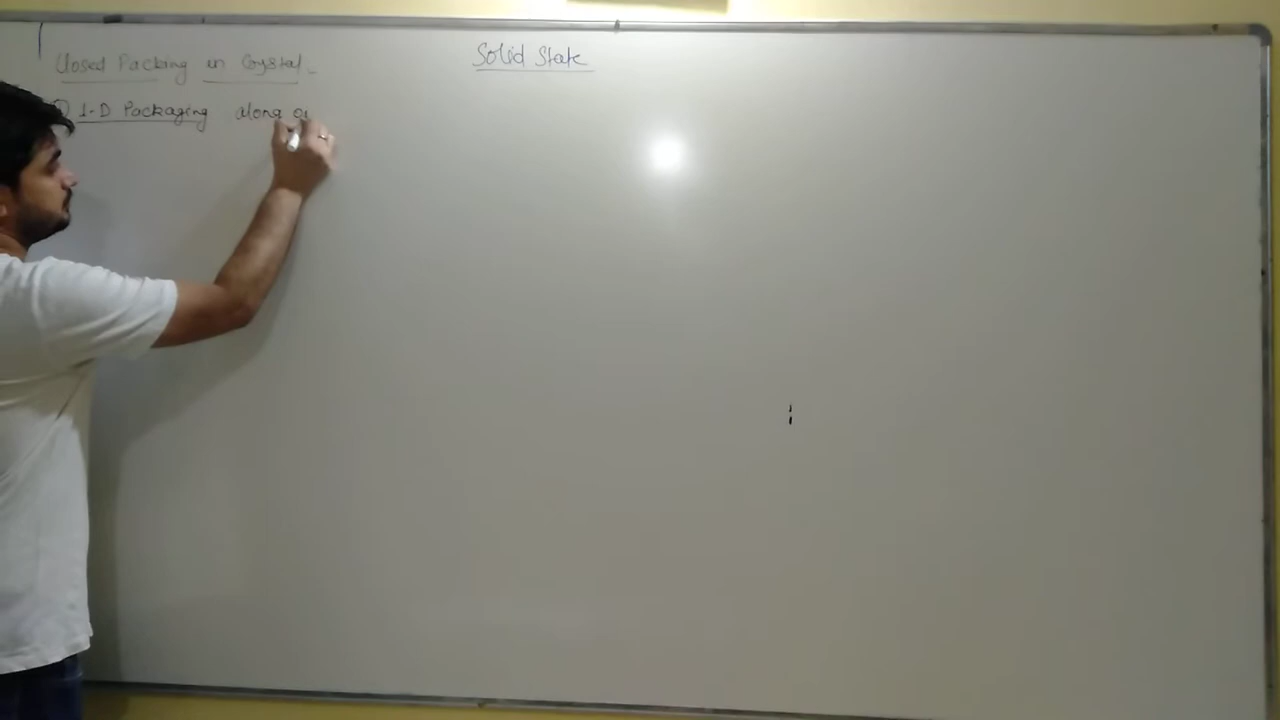 Solid State
Closed Packing in Crystal
1-D Packaging along